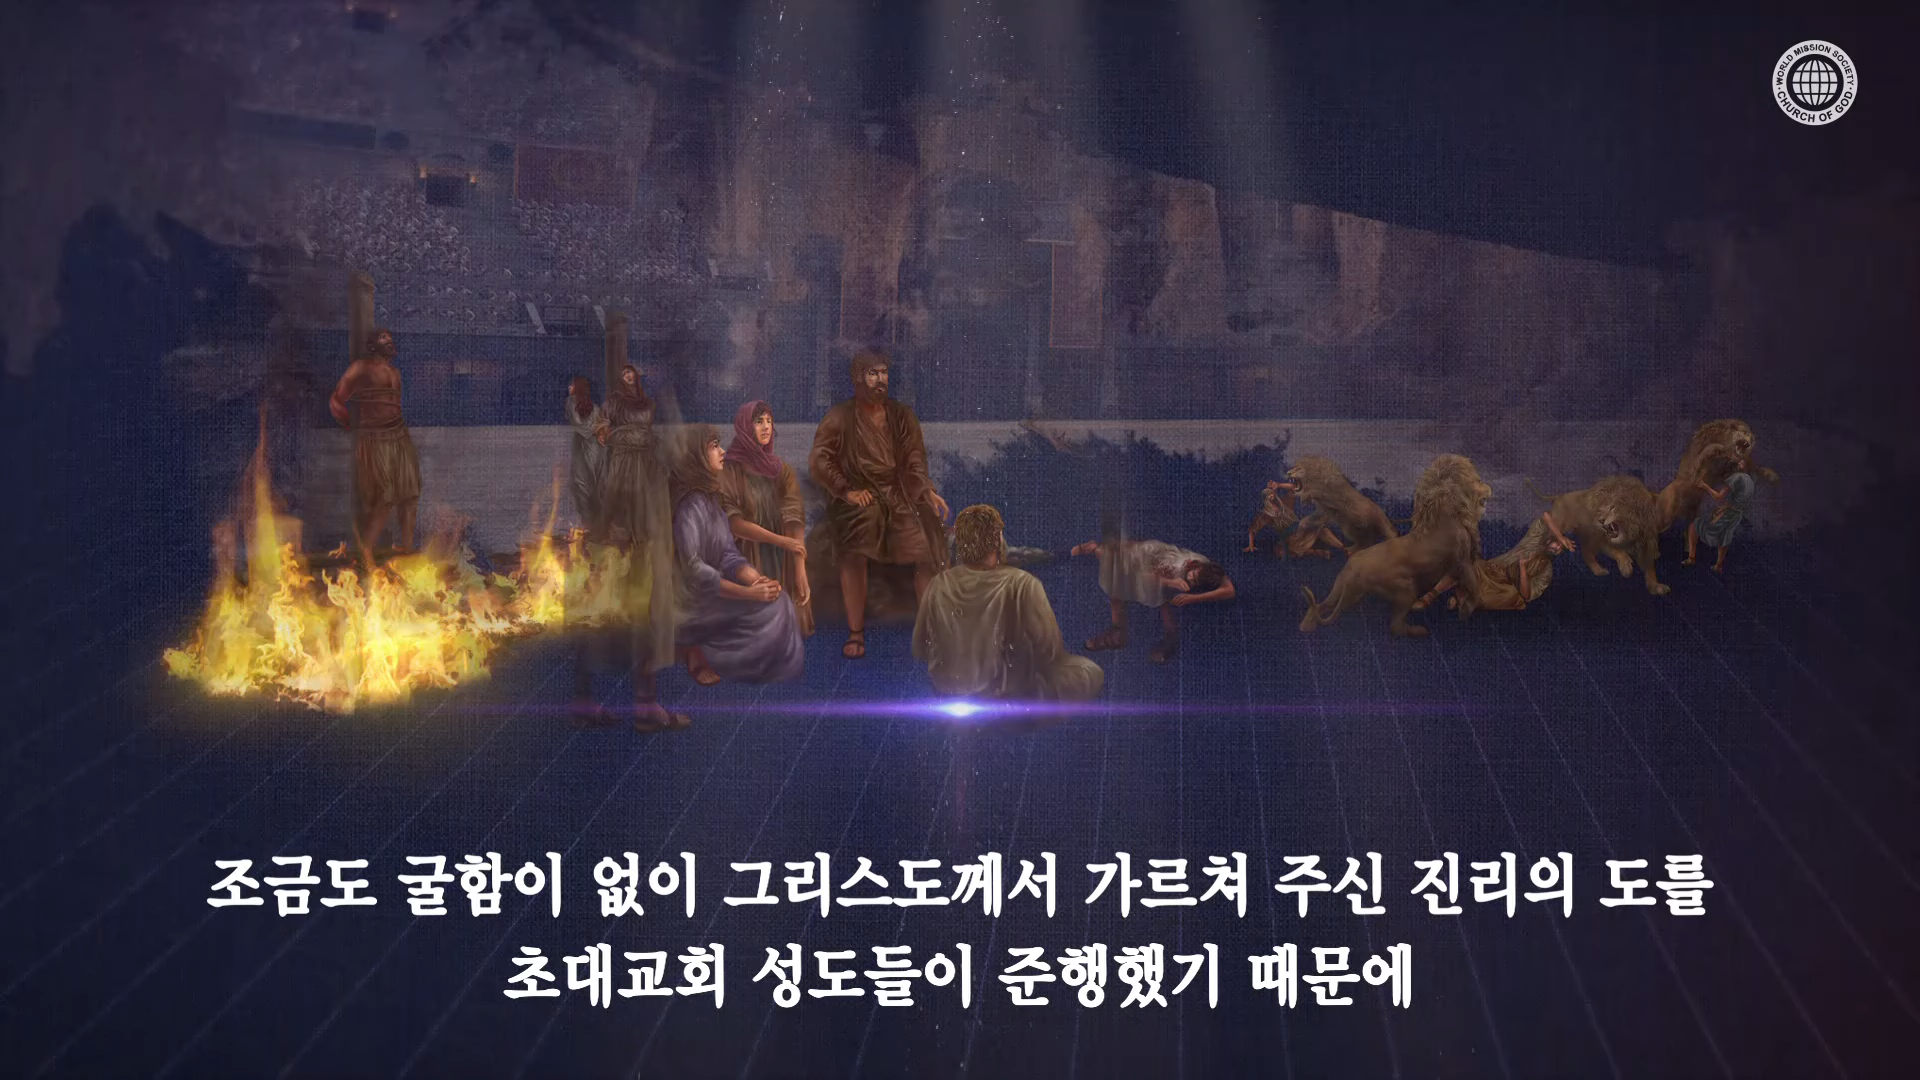 WORLD MISSION SOCIETY
CHURCH OF GOD
조금도 굴함이 없이 그리스도께서 가르쳐 주신 진리의 도를
초대교회 성도들이 준행했기 때문에